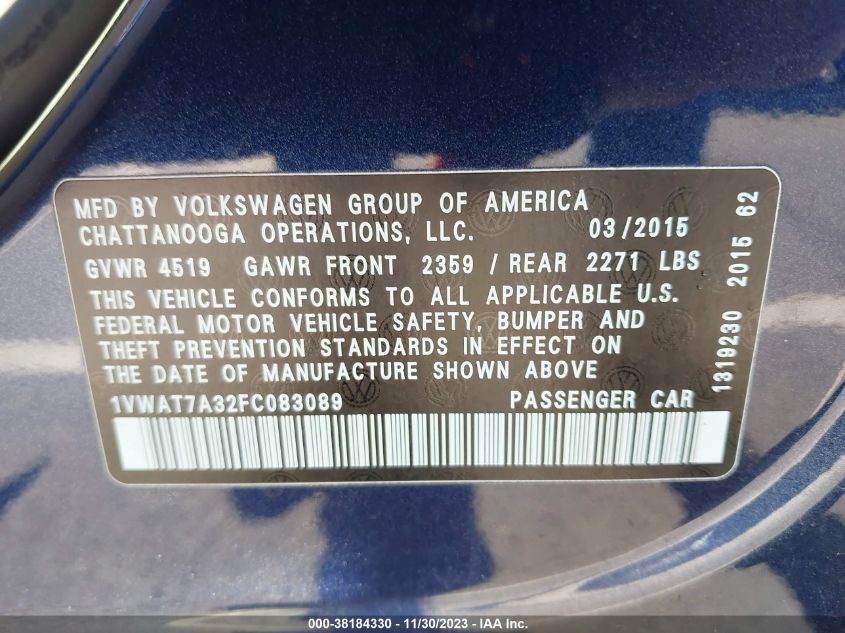 MFD BY VOLKSWAGEN GROUP OF AMERICA
CHATTANOOGA OPERATIONS, LLC. 03/2015
GVWR 4519 GAWR FRONT 2359 / REAR 2271 LBS
THIS VEHICLE CONFORMS TO ALL APPLICABLE U.S.
FEDERAL MOTOR VEHICLE SAFETY, BUMPER AND
THEFT PREVENTION STANDARDS IN EFFECT ON
THE DATE OF MANUFACTURE SHOWN ABOVE
1VWAT7A32FC083089 PASSENGER CAR
1319230 2015 62
000-38184330 - 11/30/2023 - IAA Inc.